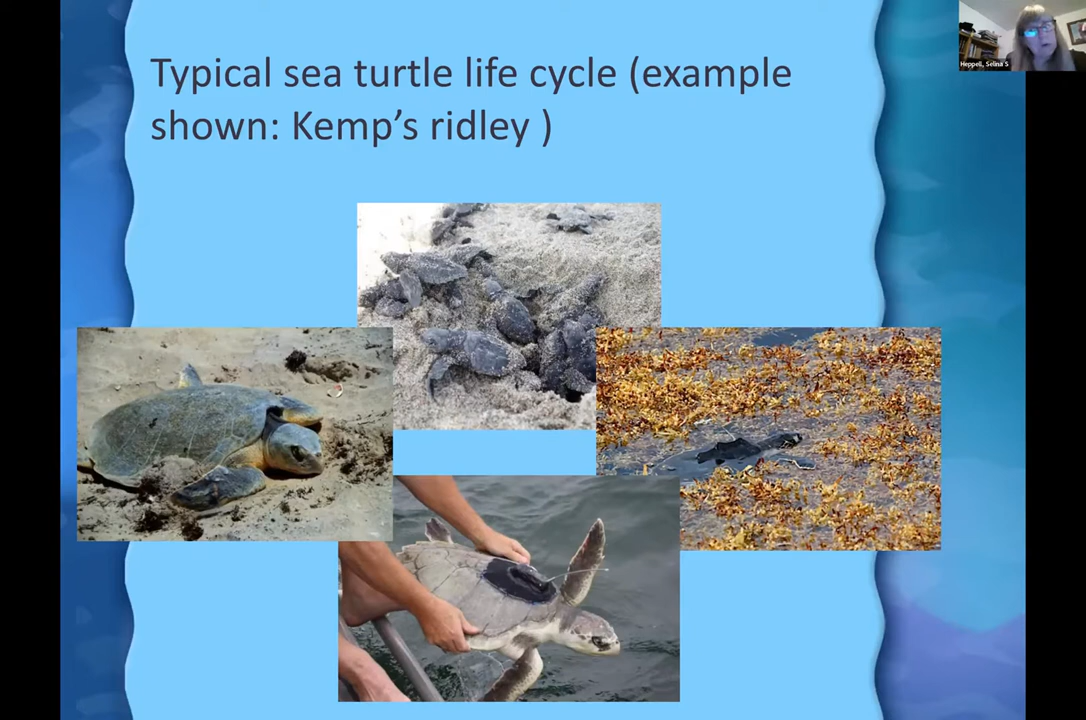 Typical sea turtle life cycle (example
shown: Kemp's ridley )
Heppell, Selina S